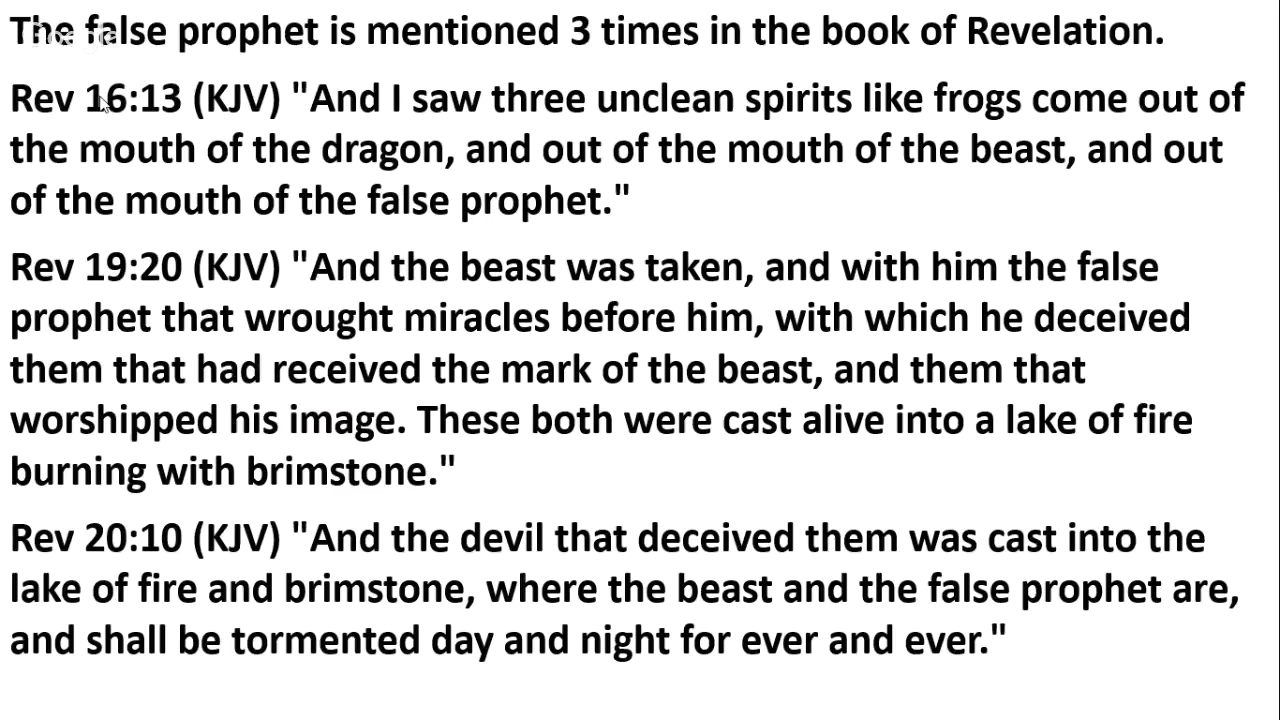 The false prophet is mentioned 3 times in the book of Revelation.
Google
Rev 16:13 (KJV) "And I saw three unclean spirits like frogs come out of
the mouth of the dragon, and out of the mouth of the beast, and out
of the mouth of the false prophet."
Rev 19:20 (KJV) "And the beast was taken, and with him the false
prophet that wrought miracles before him, with which he deceived
them that had received the mark of the beast, and them that
worshipped his image. These both were cast alive into a lake of fire
burning with brimstone."
Rev 20:10 (KJV) "And the devil that deceived them was cast into the
lake of fire and brimstone, where the beast and the false prophet are,
and shall be tormented day and night for ever and ever."